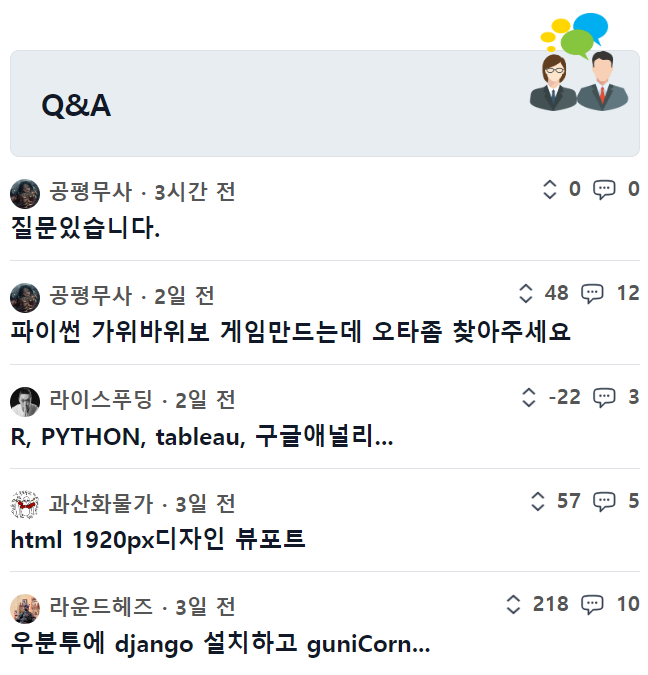 Q&A
공평무사 · 3시간 전 0 0
질문있습니다.
공평무사 · 2일 전 48 12
파이썬 가위바위보 게임만드는데 오타좀 찾아주세요
라이스푸딩 · 2일 전 -22 3
R, PYTHON, tableau, 구글애널리...
과산화물가 · 3일 전 57 5
html 1920px디자인 뷰포트
라운드헤즈 · 3일 전 218 10
우분투에 django 설치하고 guniCorn...